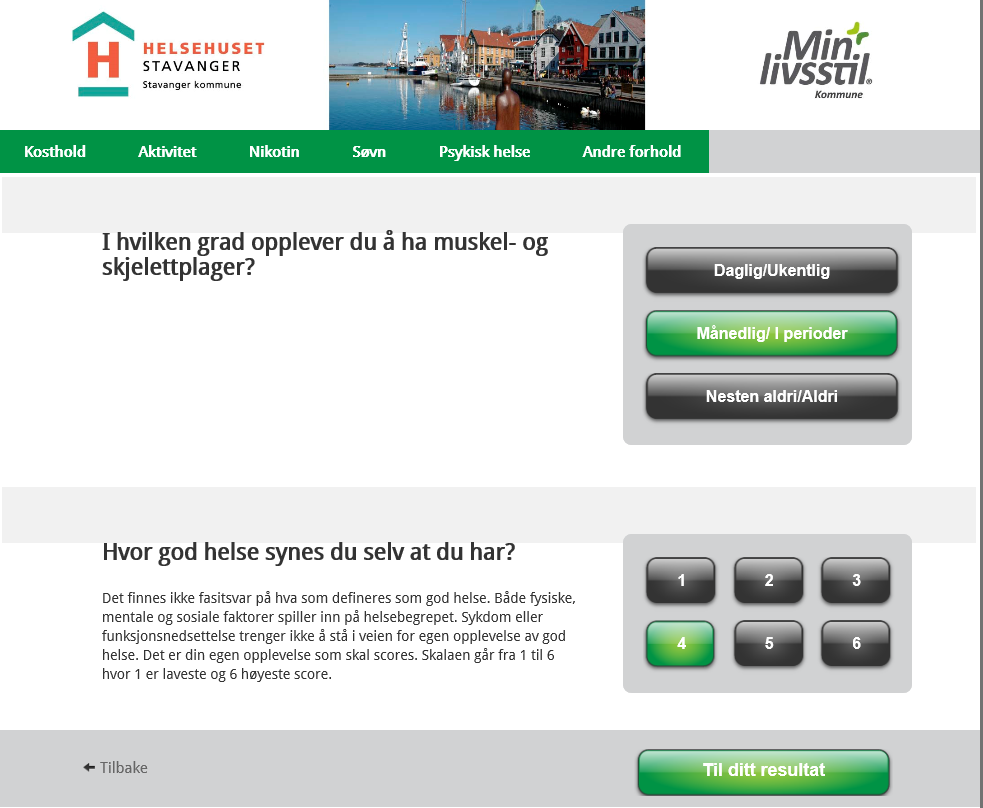 HELSEHUSET
STAVANGER
Stavanger kommune
Min
livsstil®
Kommune
Kosthold Aktivitet Nikotin Søvn Psykisk helse Andre forhold
I hvilken grad opplever du å ha muskel- og
skjelettplager?
Daglig/Ukentlig
Månedlig/ I perioder
Nesten aldri/Aldri
Hvor god helse synes du selv at du har?
Det finnes ikke fasitsvar på hva som defineres som god helse. Både fysiske,
mentale og sosiale faktorer spiller inn på helsebegrepet. Sykdom eller
funksjonsnedsettelse trenger ikke å stå i veien for egen opplevelse av god
helse. Det er din egen opplevelse som skal scores. Skalaen går fra 1 til 6
hvor 1 er laveste og 6 høyeste score.
1 2 3
4 5 6
Tilbake
Til ditt resultat